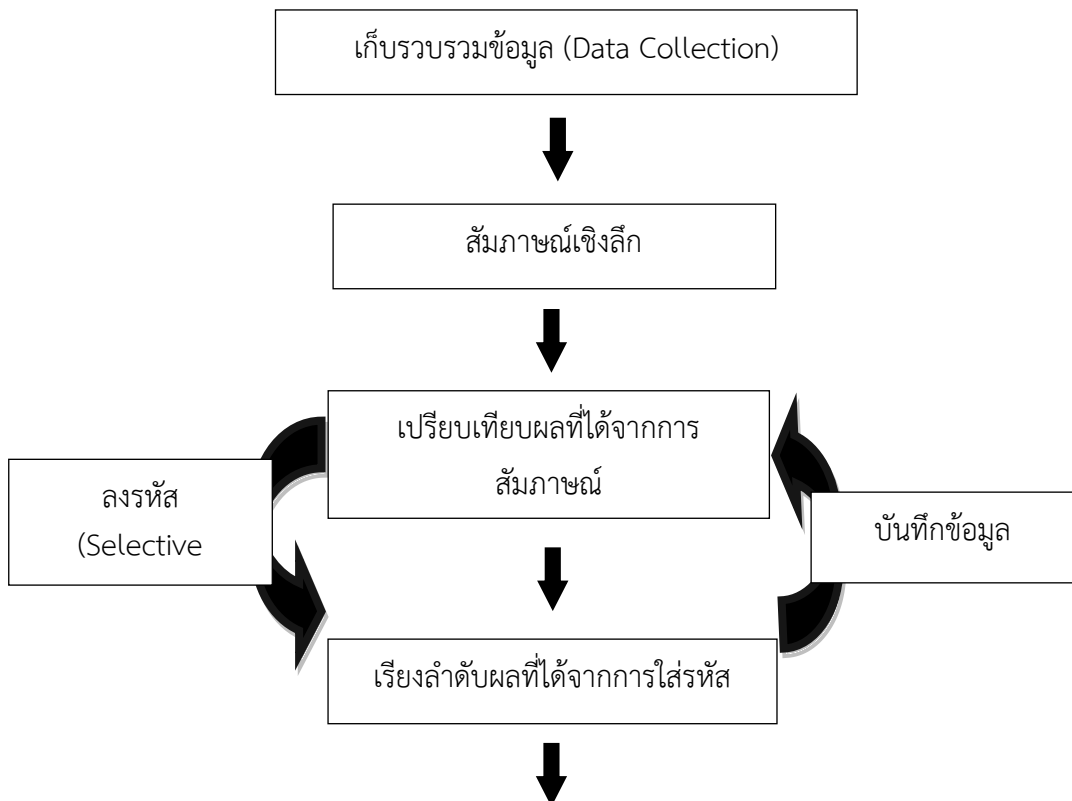 เก็บรวบรวมข้อมูล (Data Collection)
สัมภาษณ์เชิงลึก
เปรียบเทียบผลที่ได้จากการ
สัมภาษณ์
ลงรหัส
(Selective
บันทึกข้อมูล
เรียงลำดับผลที่ได้จากการใส่รหัส